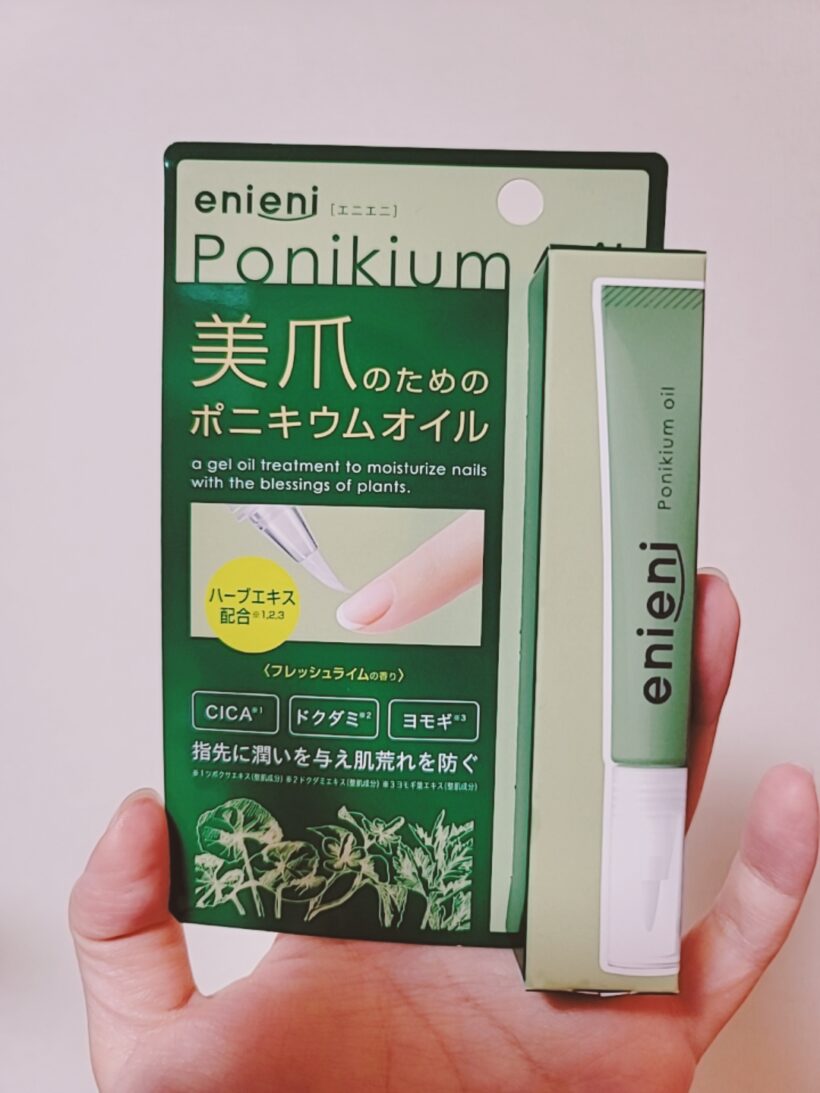 enieni [エニエニ]
Ponikium
美爪のための
ポニキウムオイル
a gel oil treatment to moisturize nails
with the blessings of plants.
ハーブエキス
配合※1,2,3
〈フレッシュライムの香り〉
CICA※1 ドクダミ※2 ヨモギ※3
指先に潤いを与え肌荒れを防ぐ
※1ツボクサエキス(整肌成分) ※2ドクダミエキス(整肌成分) ※3ヨモギ葉エキス(整肌成分)
enieni Ponikium oil